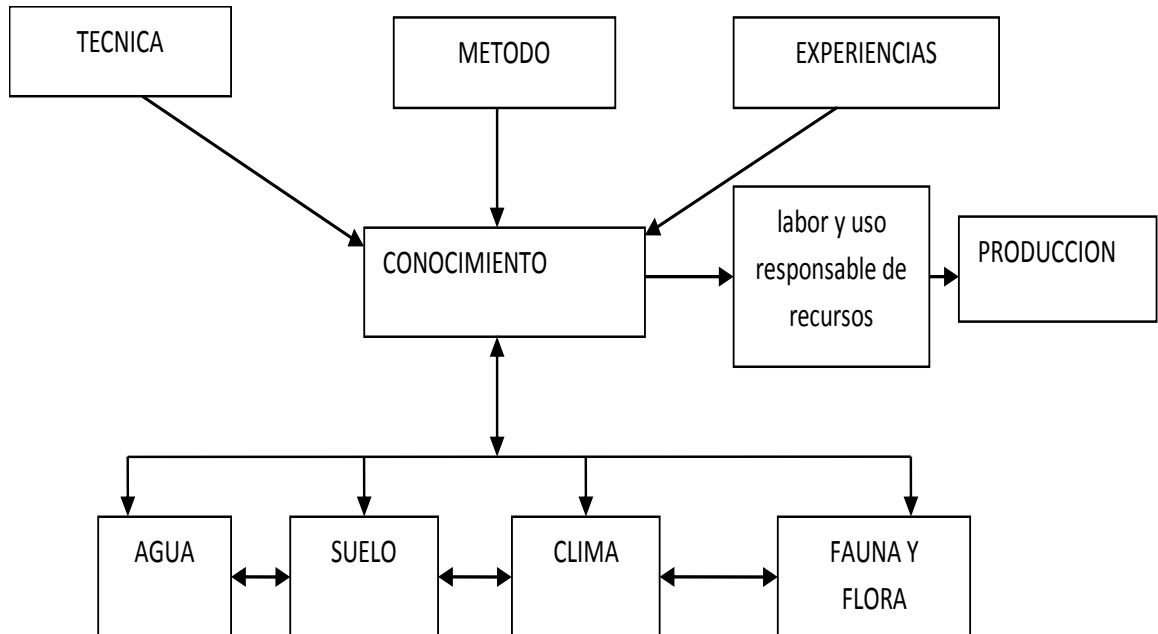 TECNICA
METODO
EXPERIENCIAS
CONOCIMIENTO
labor y uso
responsable de
recursos
PRODUCCION
AGUA
SUELO
CLIMA
FAUNA Y
FLORA